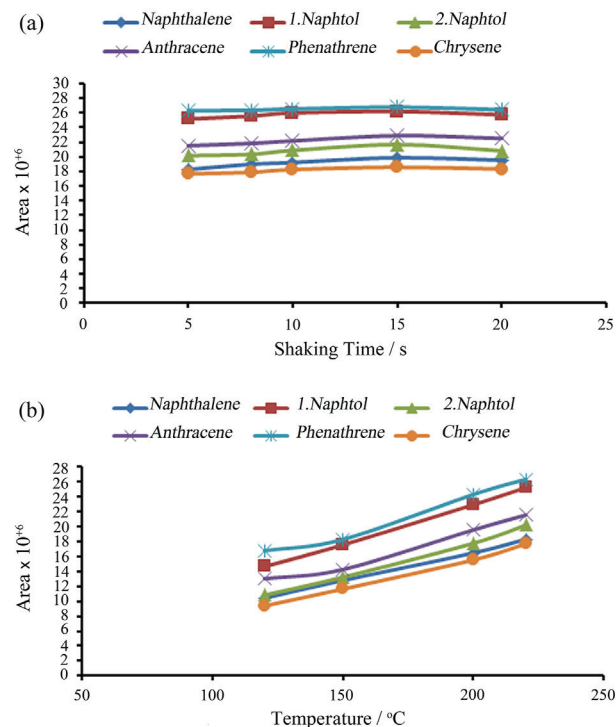 (a)
Naphthalene 1.Naphtol 2.Naphtol
Anthracene Phenathrene Chrysene
30
28
26
24
22
20
18
16
14
12
10
8
6
4
2
0
Area x 10+6
0 5 10 15 20 25
Shaking Time / s
(b)
Naphthalene 1.Naphtol 2.Naphtol
Anthracene Phenathrene Chrysene
28
26
24
22
20
18
16
14
12
10
8
6
4
2
0
Area x 10+6
50 100 150 200 250
Temperature / °C